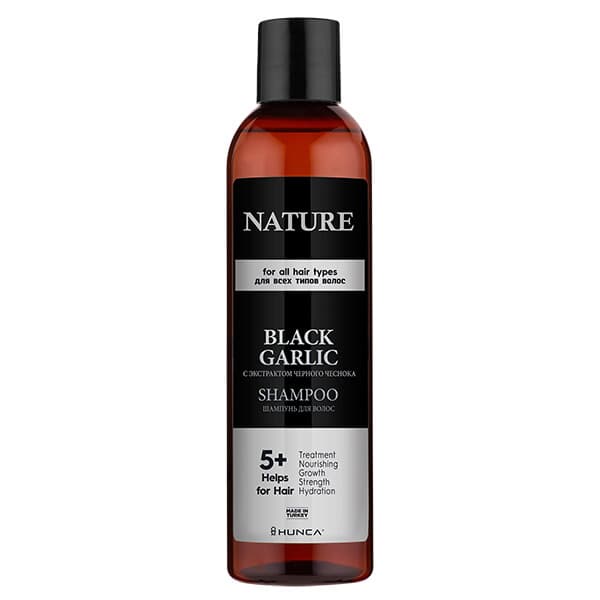 NATURE
for all hair types
для всех типов волос
BLACK
GARLIC
С ЭКСТРАКТОМ ЧЕРНОГО ЧЕСНОКА
SHAMPOO
ШАМПУНЬ ДЛЯ ВОЛОС
5+
Helps
for Hair
Treatment
Nourishing
Growth
Strength
Hydration
MADE IN
TURKEY
HUNCA